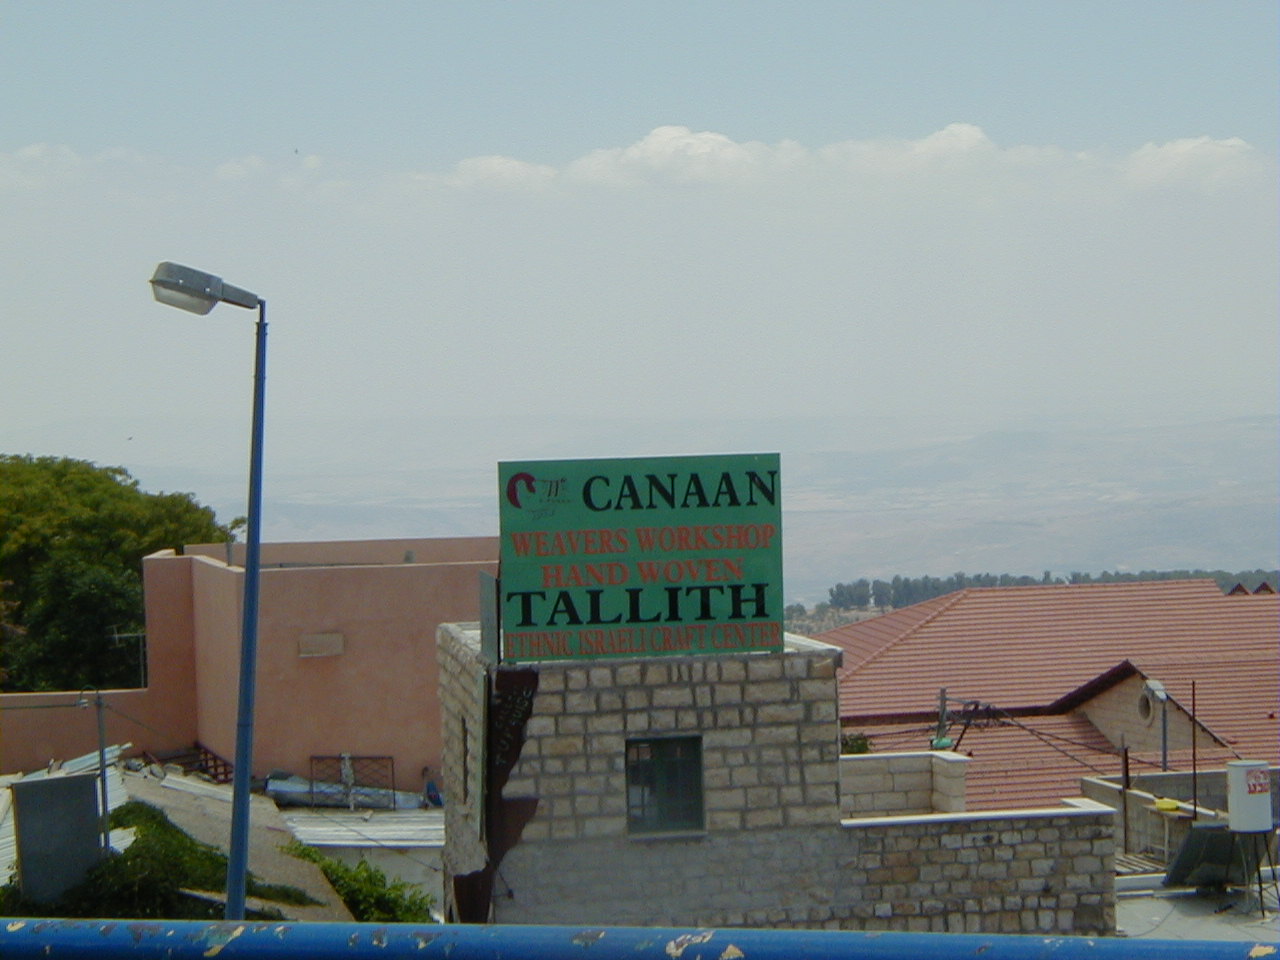 CANAAN
WEAVERS WORKSHOP
HAND WOVEN
TALLITH
ETHNIC ISRAELI CRAFT CENTER